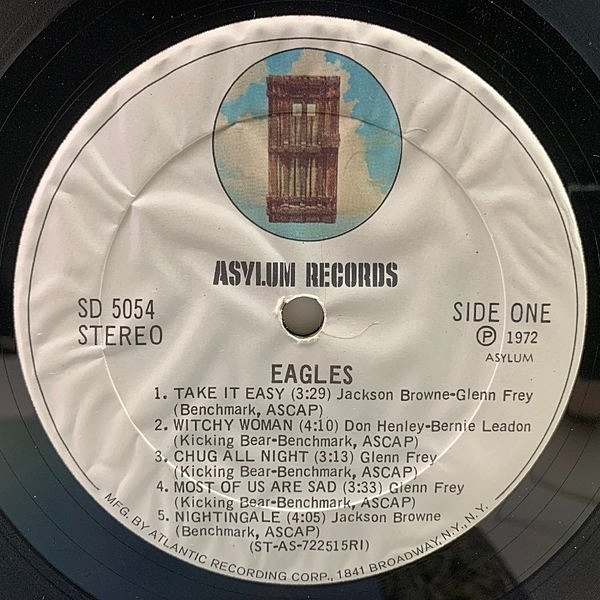 ASYLUM RECORDS
SD 5054
STEREO
SIDE ONE
Ⓟ 1972
ASYLUM
EAGLES
1. TAKE IT EASY (3:29) Jackson Browne-Glenn Frey
(Benchmark, ASCAP)
2. WITCHY WOMAN (4:10) Don Henley-Bernie Leadon
(Kicking Bear-Benchmark, ASCAP)
3. CHUG ALL NIGHT (3:13) Glenn Frey
(Kicking Bear-Benchmark, ASCAP)
4. MOST OF US ARE SAD (3:33) Glenn Frey
(Kicking Bear-Benchmark, ASCAP)
5. NIGHTINGALE (4:05) Jackson Browne
(Benchmark, ASCAP)
(ST-AS-722515RI)
MFG. BY ATLANTIC RECORDING CORP., 1841 BROADWAY, N.Y., N.Y.